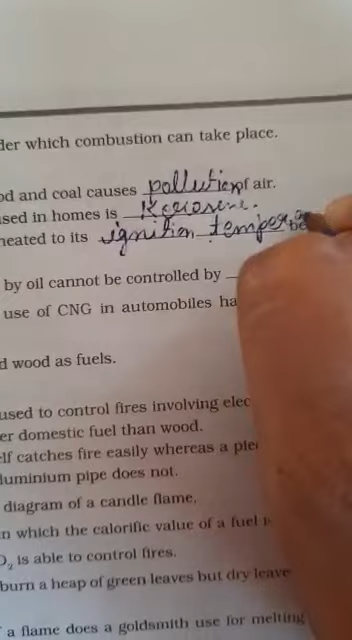 der which combustion can take place.
od and coal causes pollution of air.
used in homes is Kerosine.
heated to its ignition temper be
by oil cannot be controlled by
use of CNG in automobiles ha
d wood as fuels.
used to control fires involving elec
er domestic fuel than wood.
lf catches fire easily whereas a pie
luminium pipe does not.
diagram of a candle flame.
n which the calorific value of a fuel
O₂ is able to control fires.
burn a heap of green leaves but dry leave
a flame does a goldsmith use for melting